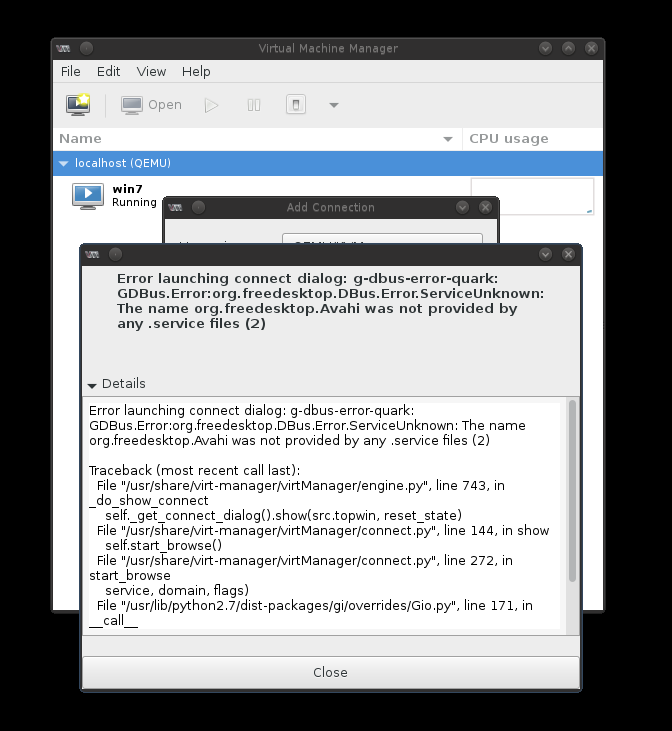 Virtual Machine Manager
File Edit View Help
Open
Name CPU usage
localhost (QEMU)
win7
Running
Add Connection
Error launching connect dialog: g-dbus-error-quark:
GDBus.Error:org.freedesktop.DBus.Error.ServiceUnknown:
The name org.freedesktop.Avahi was not provided by
any .service files (2)
Details
Error launching connect dialog: g-dbus-error-quark:
GDBus.Error:org.freedesktop.DBus.Error.ServiceUnknown: The name
org.freedesktop.Avahi was not provided by any .service files (2)
Traceback (most recent call last):
File "/usr/share/virt-manager/virtManager/engine.py", line 743, in
_do_show_connect
self._get_connect_dialog().show(src.topwin, reset_state)
File "/usr/share/virt-manager/virtManager/connect.py", line 144, in show
self.start_browse()
File "/usr/share/virt-manager/virtManager/connect.py", line 272, in
start_browse
service, domain, flags)
File "/usr/lib/python2.7/dist-packages/gi/overrides/Gio.py", line 171, in
__call__
Close